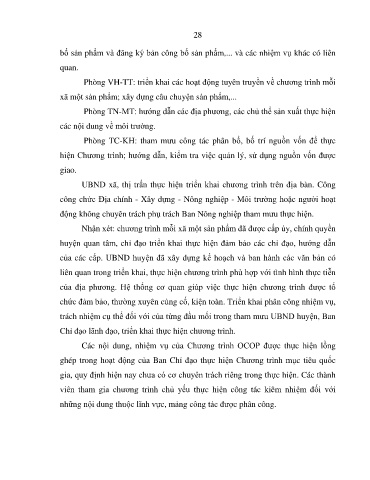 28
bố sản phẩm và đăng ký bản công bố sản phẩm,... và các nhiệm vụ khác có liên
quan.
Phòng VH-TT: triển khai các hoạt động tuyên truyền về chương trình mỗi
xã một sản phẩm; xây dựng câu chuyện sản phẩm,...
Phòng TN-MT: hướng dẫn các địa phương, các chủ thể sản xuất thực hiện
các nội dung về môi trường.
Phòng TC-KH: tham mưu công tác phân bổ, bố trí nguồn vốn để thực
hiện Chương trình; hướng dẫn, kiểm tra việc quản lý, sử dụng nguồn vốn được
giao.
UBND xã, thị trấn thực hiện triển khai chương trình trên địa bàn. Công
công chức Địa chính - Xây dựng - Nông nghiệp - Môi trường hoặc người hoạt
động không chuyên trách phụ trách Ban Nông nghiệp tham mưu thực hiện.
Nhận xét: chương trình mỗi xã một sản phẩm đã được cấp ủy, chính quyền
huyện quan tâm, chỉ đạo triển khai thực hiện đảm bảo các chỉ đạo, hướng dẫn
của các cấp. UBND huyện đã xây dựng kế hoạch và ban hành các văn bản có
liên quan trong triển khai, thực hiện chương trình phù hợp với tình hình thực tiễn
của địa phương. Hệ thống cơ quan giúp việc thực hiện chương trình được tổ
chức đảm bảo, thường xuyên củng cố, kiện toàn. Triển khai phân công nhiệm vụ,
trách nhiệm cụ thể đối với của từng đầu mối trong tham mưu UBND huyện, Ban
Chỉ đạo lãnh đạo, triển khai thực hiện chương trình.
Các nội dung, nhiệm vụ của Chương trình OCOP được thực hiện lồng
ghép trong hoạt động của Ban Chỉ đạo thực hiện Chương trình mục tiêu quốc
gia, quy định hiện nay chưa có cơ chuyên trách riêng trong thực hiện. Các thành
viên tham gia chương trình chủ yếu thực hiện công tác kiêm nhiệm đối với
những nội dung thuộc lĩnh vực, mảng công tác được phân công.